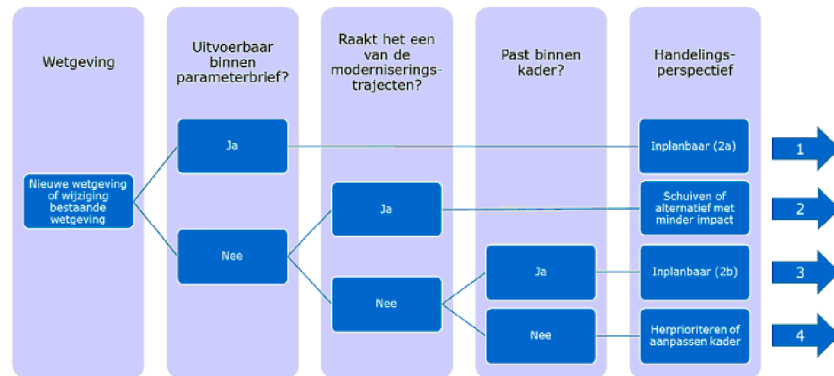 Wetgeving
Uitvoerbaar
binnen
parameterbrief?
Raakt het een
van de
moderniserings-
trajecten?
Past binnen
kader?
Handelings-
perspectief
Nieuwe wetgeving
of wijziging
bestaande
wetgeving
Ja
Inplanbaar (2a)
1
Ja
Schuiven of
alternatief met
minder impact
2
Nee
Ja
Inplanbaar (2b)
3
Nee
Nee
Herprioriteren of
aanpassen kader
4